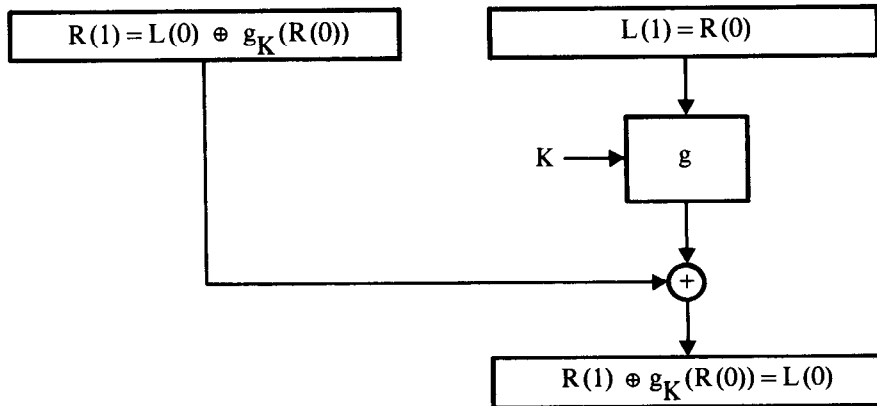 R(1) = L(0) ⊕ g_K(R(0))
L(1) = R(0)
K
g
+
R(1) ⊕ g_K(R(0)) = L(0)